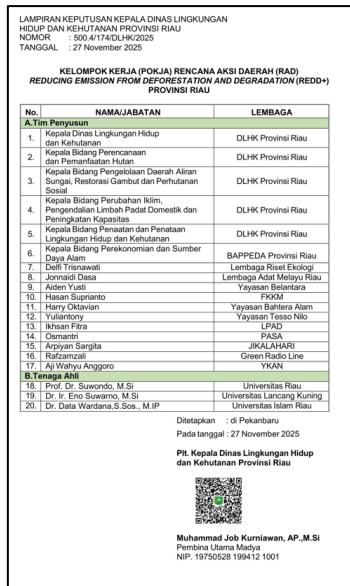 LAMPIRAN KEPUTUSAN KEPALA DINAS LINGKUNGAN
HIDUP DAN KEHUTANAN PROVINSI RIAU
NOMOR : 500.4/174/DLHK/2025
TANGGAL : 27 November 2025
KELOMPOK KERJA (POKJA) RENCANA AKSI DAERAH (RAD)
REDUCING EMISSION FROM DEFORESTATION AND DEGRADATION (REDD+)
PROVINSI RIAU
No. NAMA/JABATAN LEMBAGA
A.Tim Penyusun
1. Kepala Dinas Lingkungan Hidup
dan Kehutanan DLHK Provinsi Riau
2. Kepala Bidang Perencanaan
dan Pemanfaatan Hutan DLHK Provinsi Riau
3. Kepala Bidang Pengelolaan Daerah Aliran
Sungai, Restorasi Gambut dan Perhutanan
Sosial DLHK Provinsi Riau
4. Kepala Bidang Perubahan Iklim,
Pengendalian Limbah Padat Domestik dan
Peningkatan Kapasitas DLHK Provinsi Riau
5. Kepala Bidang Penaatan dan Penataan
Lingkungan Hidup dan Kehutanan DLHK Provinsi Riau
6. Kepala Bidang Perekonomian dan Sumber
Daya Alam BAPPEDA Provinsi Riau
7. Delfi Trisnawati Lembaga Riset Ekologi
8. Jonnaidi Dasa Lembaga Adat Melayu Riau
9. Aiden Yusti Yayasan Belantara
10. Hasan Suprianto FKKM
11. Harry Oktavian Yayasan Bahtera Alam
12. Yuliantony Yayasan Tesso Nilo
13. Ikhsan Fitra LPAD
14. Osmantri PASA
15. Arpiyan Sargita JIKALAHARI
16. Rafzamzali Green Radio Line
17. Aji Wahyu Anggoro YKAN
B.Tenaga Ahli
18. Prof. Dr. Suwondo, M.Si Universitas Riau
19. Dr. Ir. Eno Suwarno, M.Si Universitas Lancang Kuning
20. Dr. Data Wardana,S.Sos., M.IP Universitas Islam Riau
Ditetapkan : di Pekanbaru
Pada tanggal : 27 November 2025
Plt. Kepala Dinas Lingkungan Hidup
dan Kehutanan Provinsi Riau
Muhammad Job Kurniawan, AP.,M.Si
Pembina Utama Madya
NIP. 19750528 199412 1001